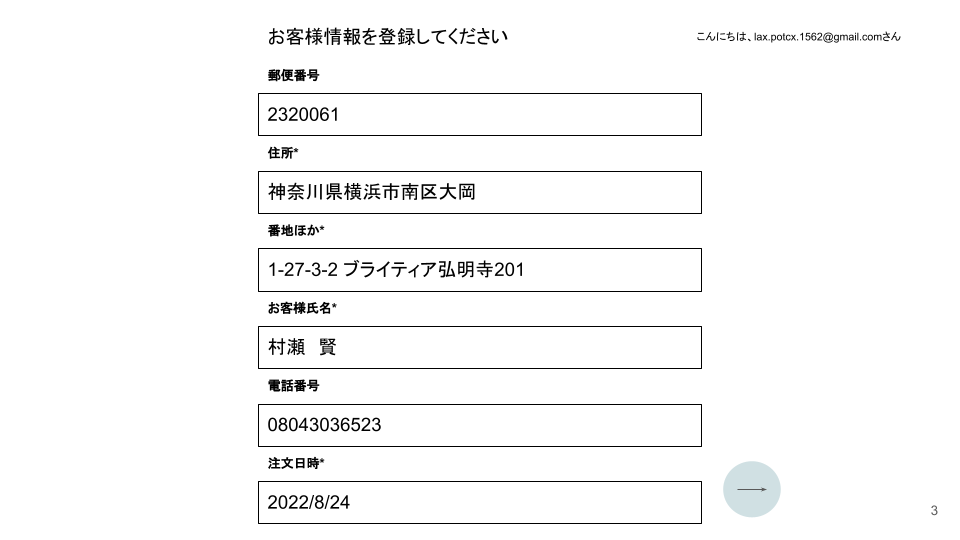 お客様情報を登録してください
こんにちは、lax.potcx.1562@gmail.comさん
郵便番号
2320061
住所*
神奈川県横浜市南区大岡
番地ほか*
1-27-3-2 ブライティア弘明寺201
お客様氏名*
村瀬　賢
電話番号
08043036523
注文日時*
2022/8/24
3